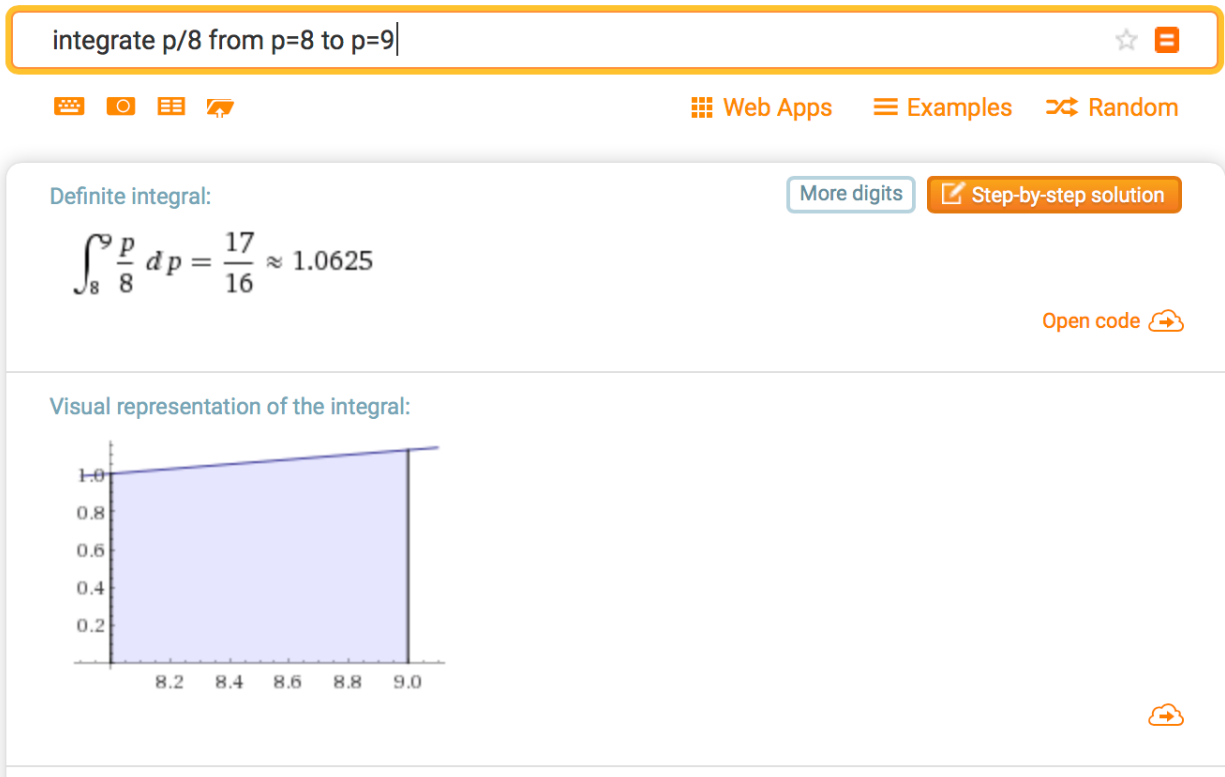 integrate p/8 from p=8 to p=9
Web Apps Examples Random
Definite integral:
More digits Step-by-step solution
∫₈⁹ p/8 dp = 17/16 ≈ 1.0625
Open code
Visual representation of the integral:
1.0
0.8
0.6
0.4
0.2
8.2 8.4 8.6 8.8 9.0